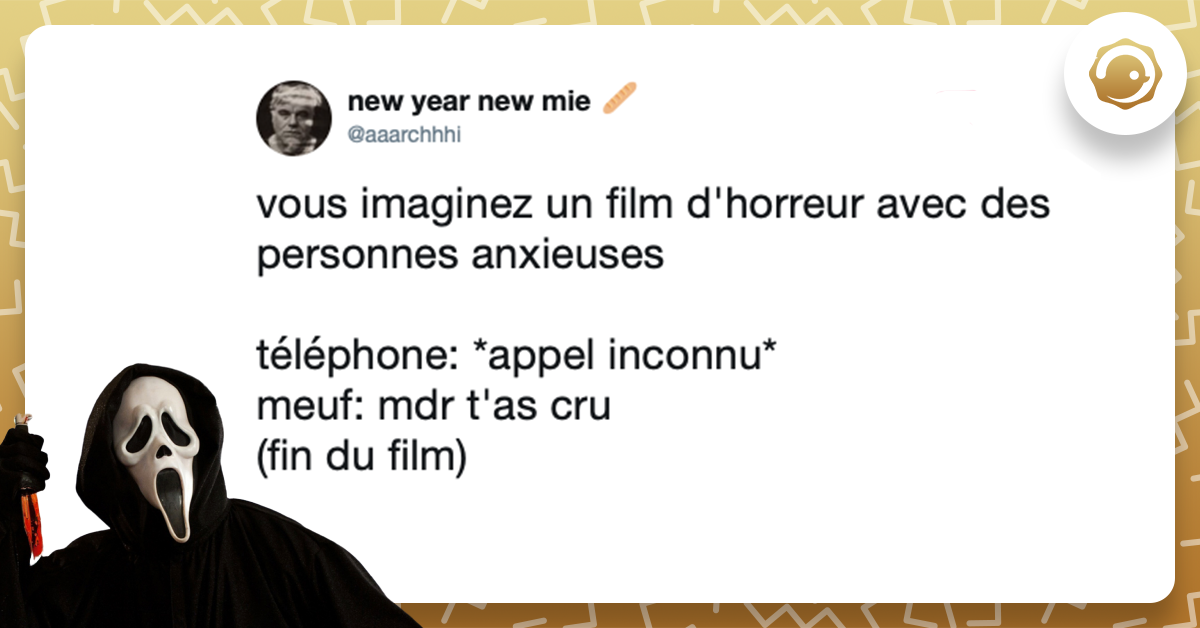 new year new mie 🥖
@aaarchhhi
vous imaginez un film d'horreur avec des
personnes anxieuses
téléphone: *appel inconnu*
meuf: mdr t'as cru
(fin du film)